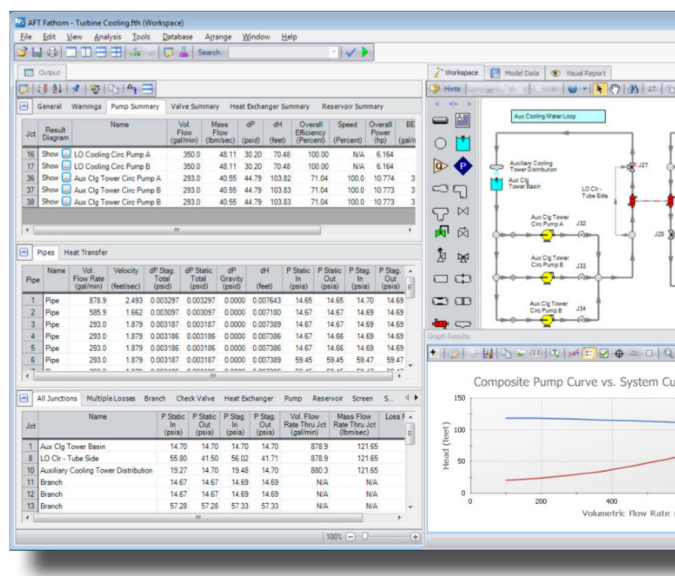 AFT Fathom - Turbine Cooling.fth (Workspace)
File Edit View Analysis Tools Database Arrange Window Help
Search:
Output
General Warnings Pump Summary Valve Summary Heat Exchanger Summary Reservoir Summary
Jct Result Diagram Name Vol. Flow (gal/min) Mass Flow (lbm/sec) dP (psid) dH (feet) Overall Efficiency (Percent) Speed (Percent) Overall Power (hp) BE (gal/n
16 Show LO Cooling Circ Pump A 350.0 48.11 30.20 70.48 100.00 N/A 6.164
17 Show LO Cooling Circ Pump B 350.0 48.11 30.20 70.48 100.00 N/A 6.164
36 Show Aux Clg Tower Circ Pump A 293.0 40.55 44.79 103.82 71.04 100.0 10.774 3
37 Show Aux Clg Tower Circ Pump B 293.0 40.55 44.79 103.83 71.04 100.0 10.773 3
38 Show Aux Clg Tower Circ Pump B 293.0 40.55 44.79 103.83 71.04 100.0 10.773 3
Pipes Heat Transfer
Pipe Name Vol. Flow Rate (gal/min) Velocity (feet/sec) dP Stag. Total (psid) dP Static Total (psid) dP Gravity (psid) dH (feet) P Static In (psia) P Static Out (psia) P Stag. In (psia) P Stag. Out (psia)
1 Pipe 878.9 2.493 0.003297 0.003297 0.0000 0.007643 14.65 14.65 14.70 14.69
2 Pipe 585.9 1.662 0.003097 0.003097 0.0000 0.007180 14.67 14.67 14.69 14.69
3 Pipe 293.0 1.879 0.003187 0.003187 0.0000 0.007389 14.67 14.67 14.69 14.69
4 Pipe 293.0 1.879 0.003186 0.003186 0.0000 0.007386 14.67 14.67 14.69 14.69
5 Pipe 293.0 1.879 0.003186 0.003186 0.0000 0.007386 14.67 14.67 14.69 14.69
6 Pipe 293.0 1.879 0.003187 0.003187 0.0000 0.007389 59.45 59.45 59.47 59.47
All Junctions Multiple Losses Branch Check Valve Heat Exchanger Pump Reservoir Screen S...
Jct Name P Static In (psia) P Static Out (psia) P Stag. In (psia) P Stag. Out (psia) Vol. Flow Rate Thru Jct (gal/min) Mass Flow Rate Thru Jct (lbm/sec) Loss F
1 Aux Clg Tower Basin 14.70 14.70 14.70 14.70 878.9 121.65
8 LO Clr - Tube Side 55.80 41.50 56.02 41.71 878.9 121.65
10 Auxiliary Cooling Tower Distribution 19.27 14.70 19.48 14.70 880.3 121.65
11 Branch 14.67 14.67 14.69 14.69 N/A N/A
12 Branch 14.67 14.67 14.69 14.69 N/A N/A
13 Branch 57.28 57.28 57.33 57.33 N/A N/A
100%
Workspace Model Data Visual Report
Hints
Aux Cooling Water Loop
Auxiliary Cooling
Tower Distribution
Aux Clg
Tower Basin
LO Clr -
Tube Side
J27
J28
Aux Clg Tower
Circ Pump A
J32
Aux Clg Tower
Circ Pump B
J33
Aux Clg Tower
Circ Pump B
J34
Graph Results
Composite Pump Curve vs. System Cu
Head (feet)
150
100
50
0
0 200 400
Volumetric Flow Rate